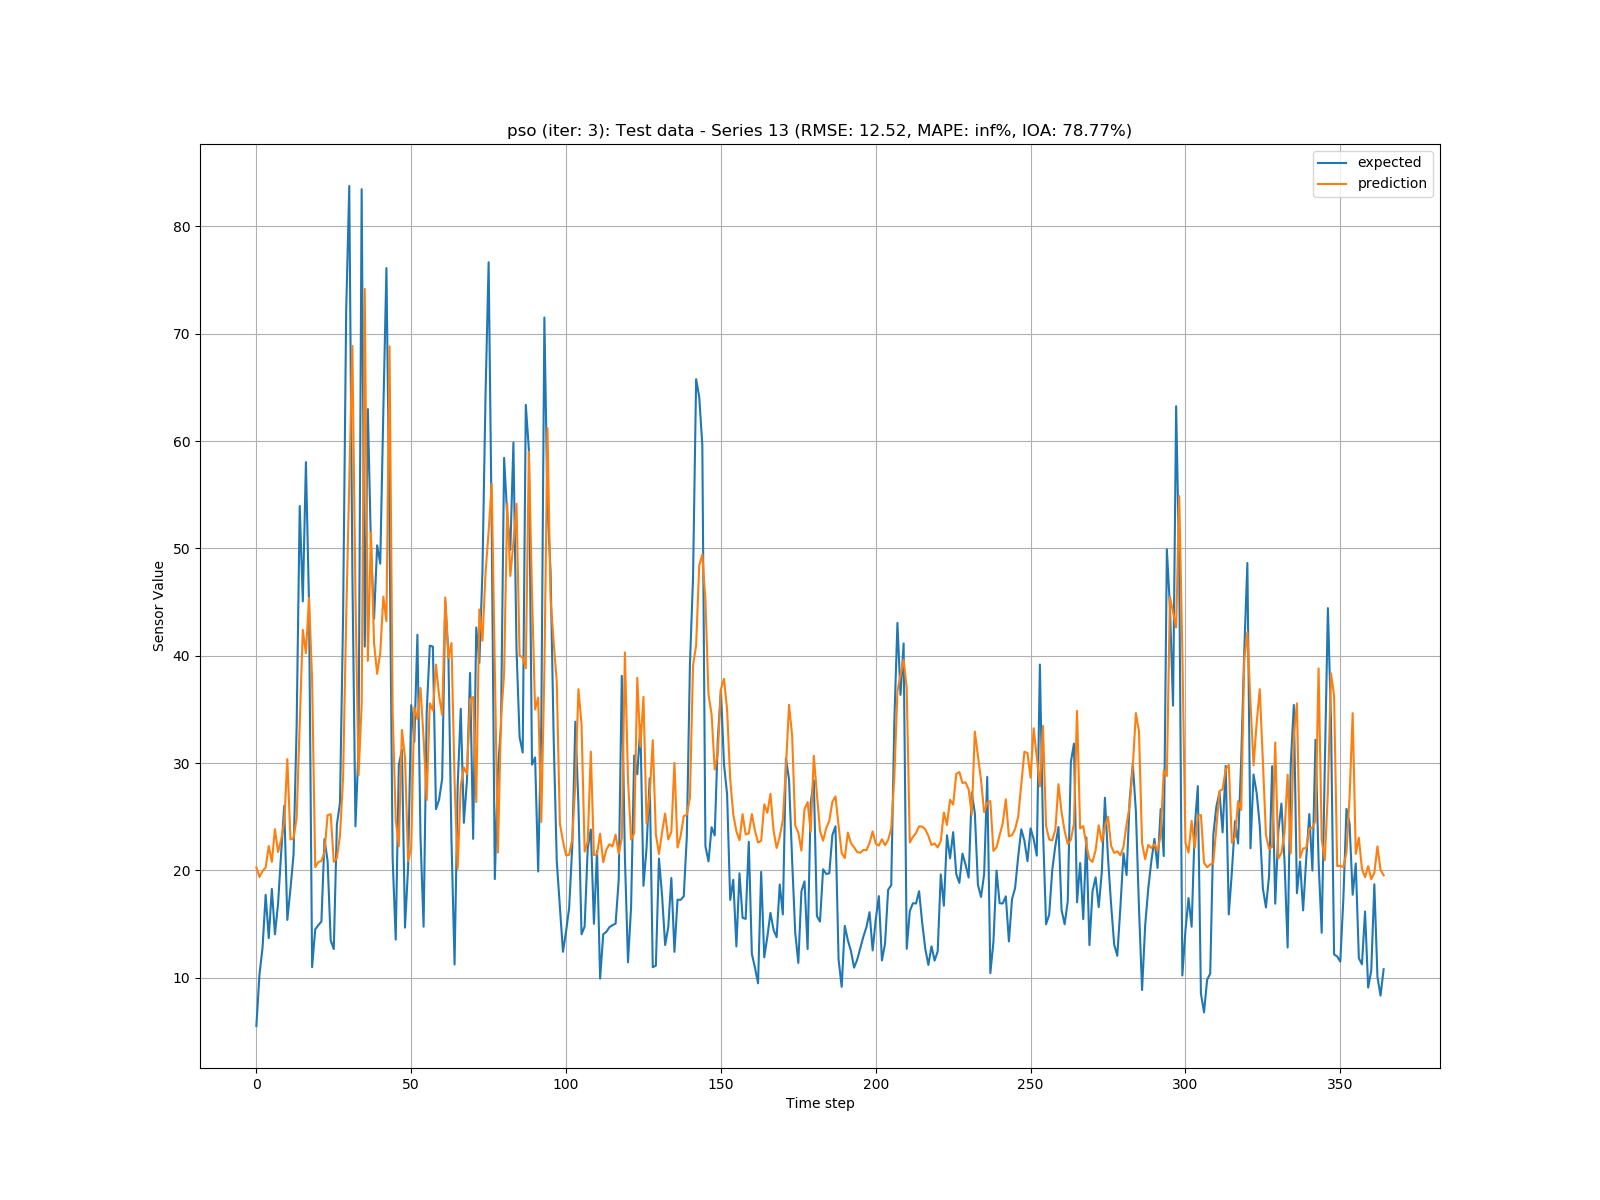 pso (iter: 3): Test data - Series 13 (RMSE: 12.52, MAPE: inf%, IOA: 78.77%)
expected
prediction
80
70
60
50
40
30
20
10
Sensor Value
0 50 100 150 200 250 300 350
Time step